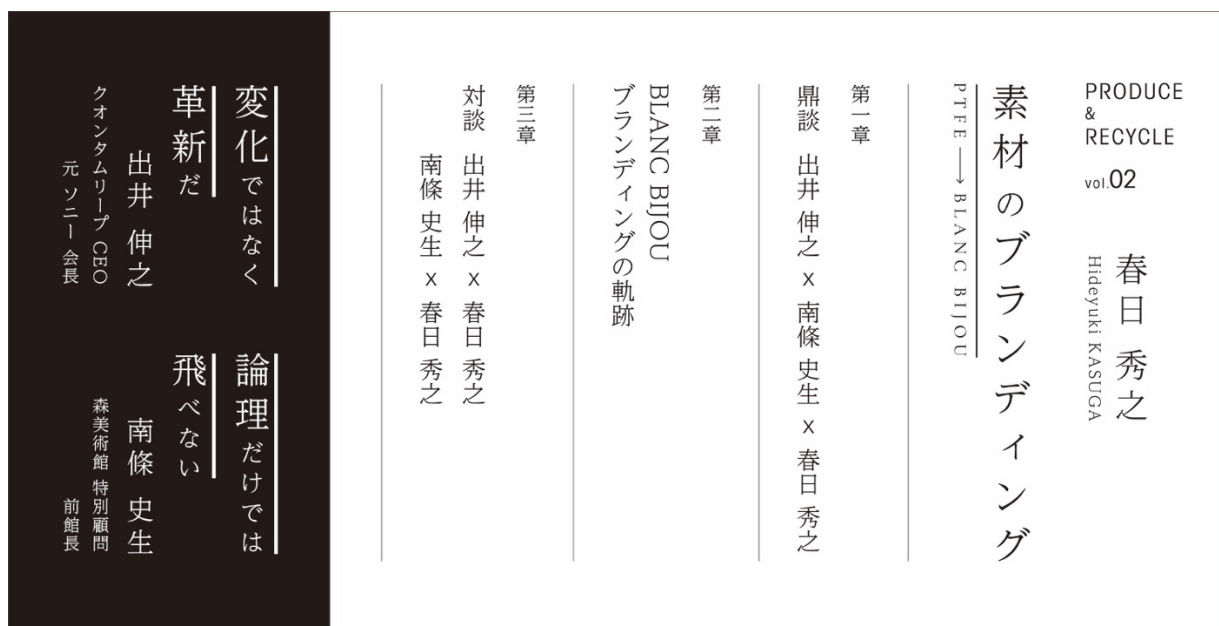 PRODUCE
&
RECYCLE
vol.02
春日 秀之
Hideyuki KASUGA
素材のブランディング
PTFE → BLANC BIJOU
第一章
鼎談 出井 伸之 x 南條 史生 x 春日 秀之
第二章
BLANC BIJOU
ブランディングの軌跡
第三章
対談 出井 伸之 x 春日 秀之
南條 史生 x 春日 秀之
変化ではなく
革新だ
出井 伸之
クオンタムリープ CEO
元 ソニー 会長
論理だけでは
飛べない
南條 史生
森美術館 特別顧問
前館長